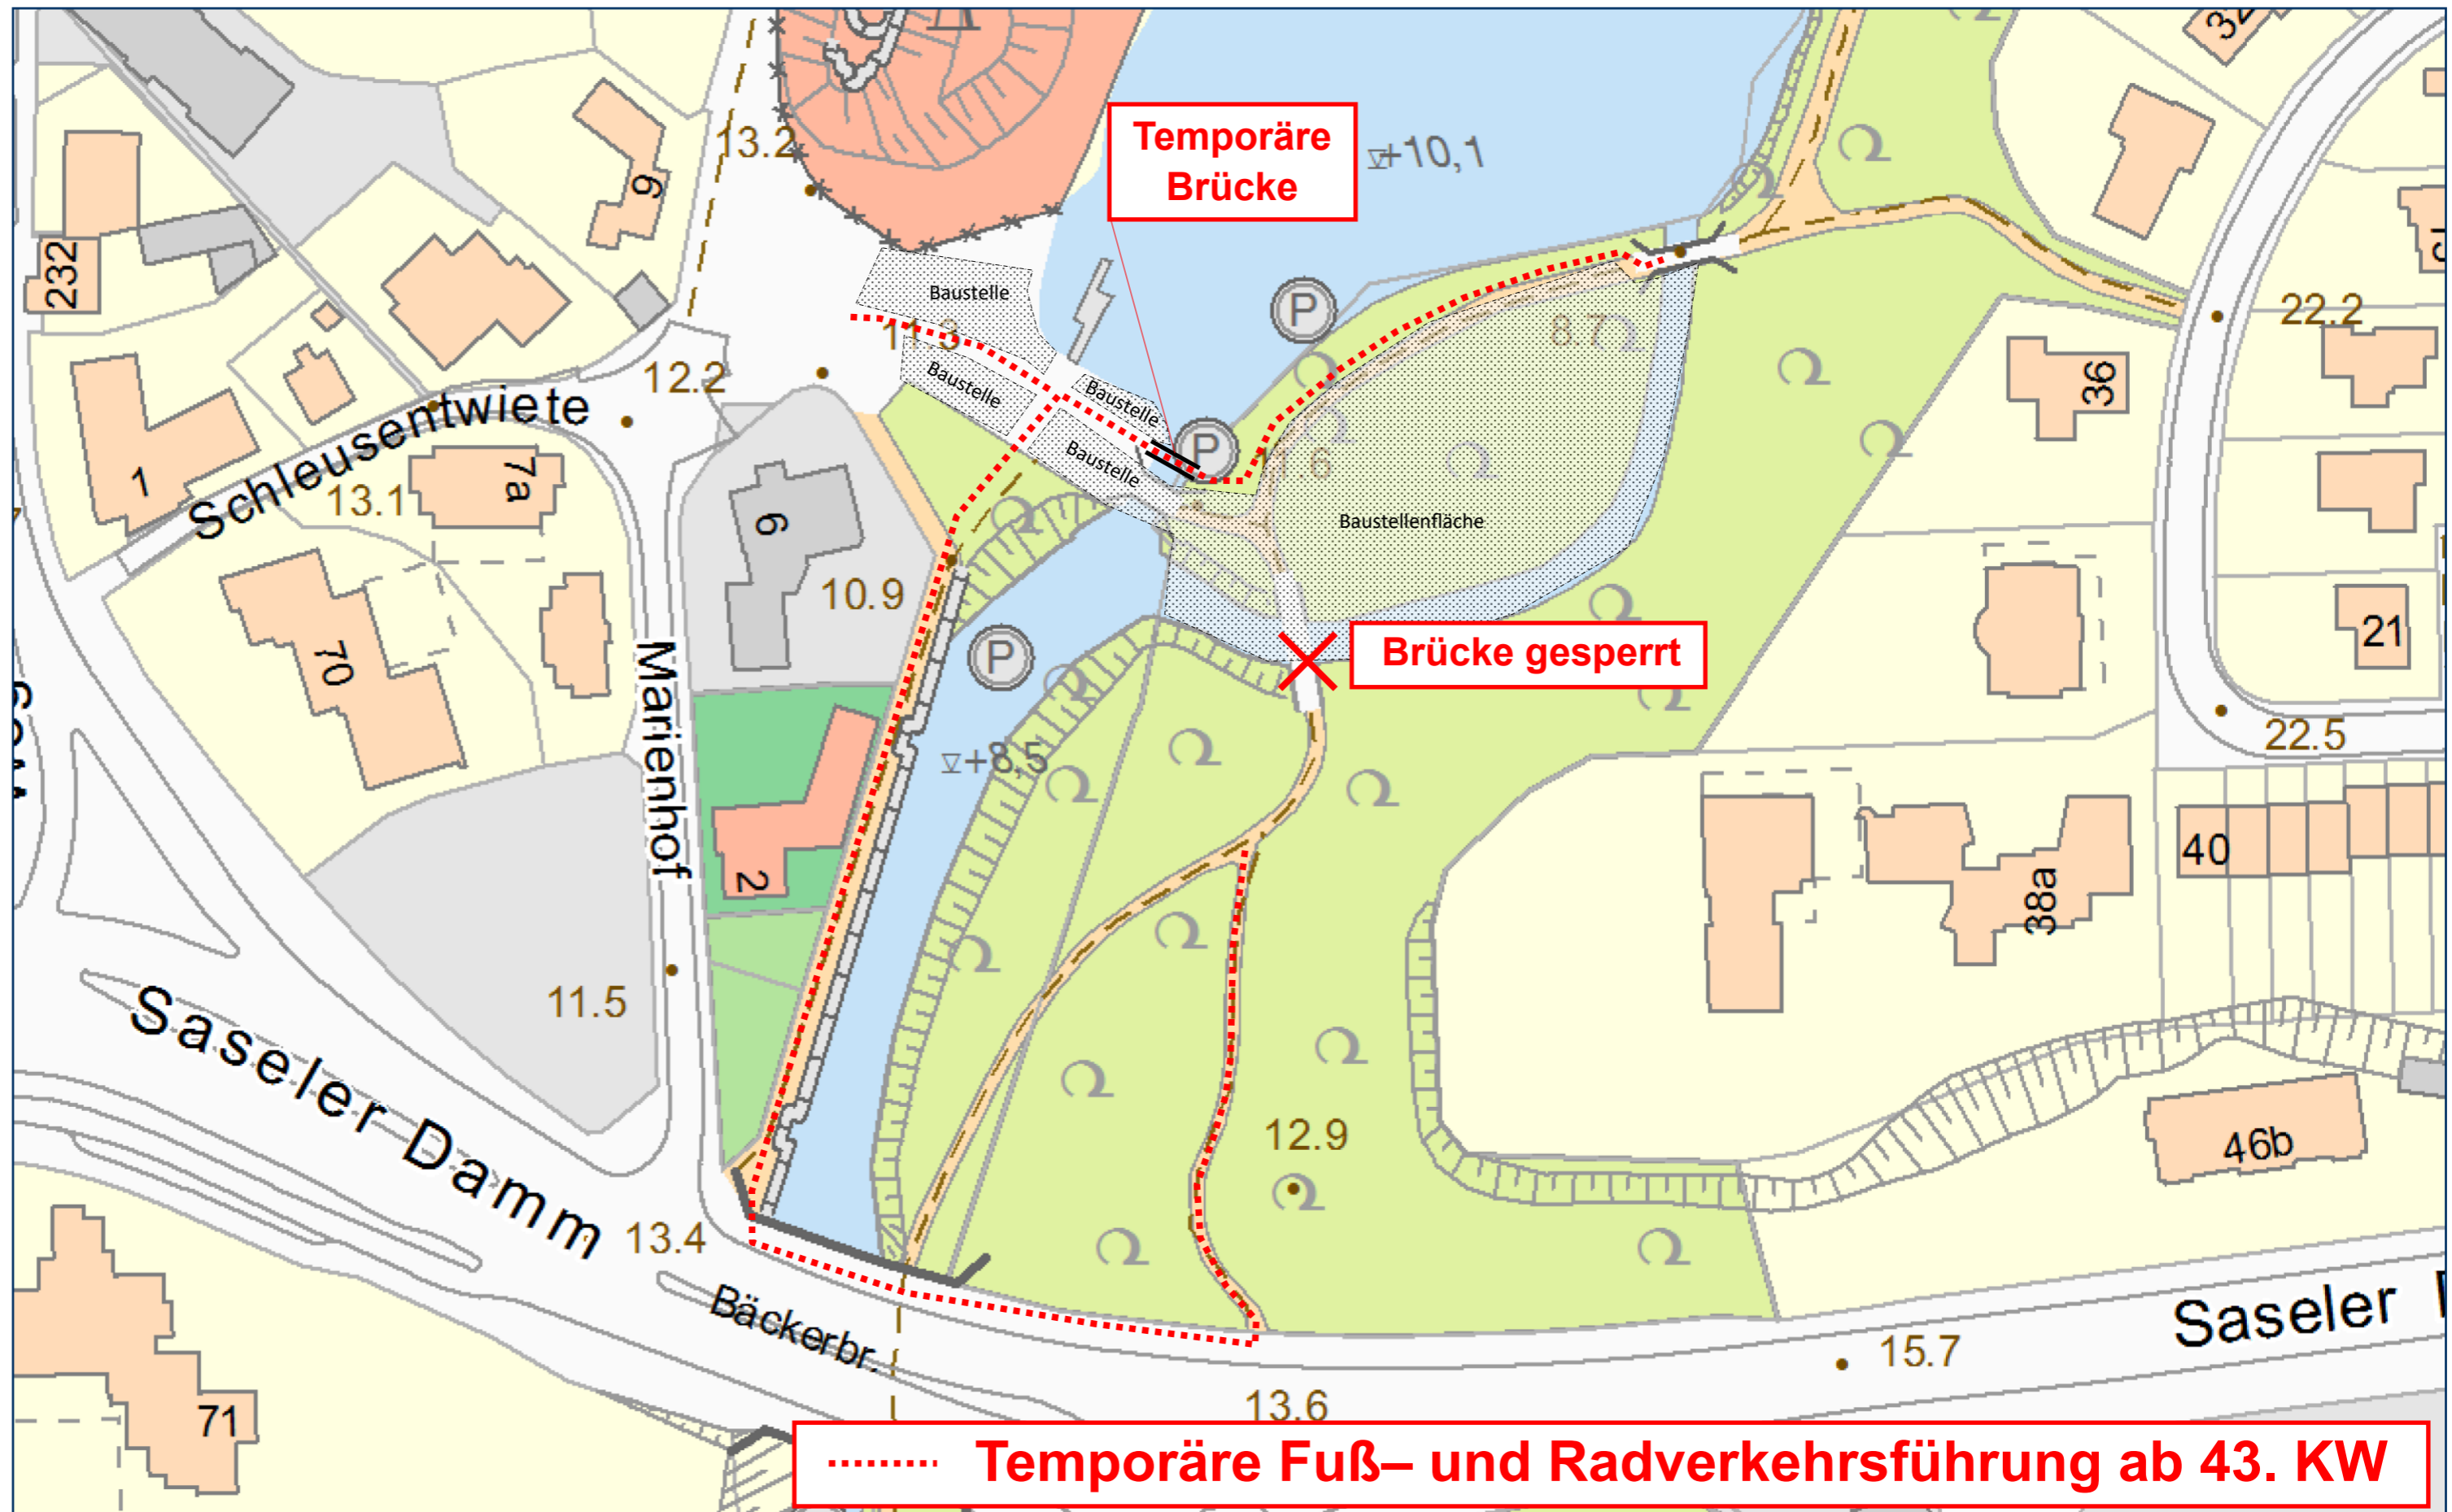 32
13.2
Temporäre
Brücke
+10,1
9
232
Baustelle
P
22.2
11.3
8.7
12.2
Baustelle
Baustelle
36
Schleusentwiete
P
1
7a
Baustelle
11.6
13.1
6
Baustellenfläche
10.9
21
70
P
Brücke gesperrt
Marienhof
22.5
+8,5
40
2
38a
11.5
Saseler Damm
12.9
46b
13.4
Bäckerbr.
Saseler
15.7
13.6
71
Temporäre Fuß– und Radverkehrsführung ab 43. KW